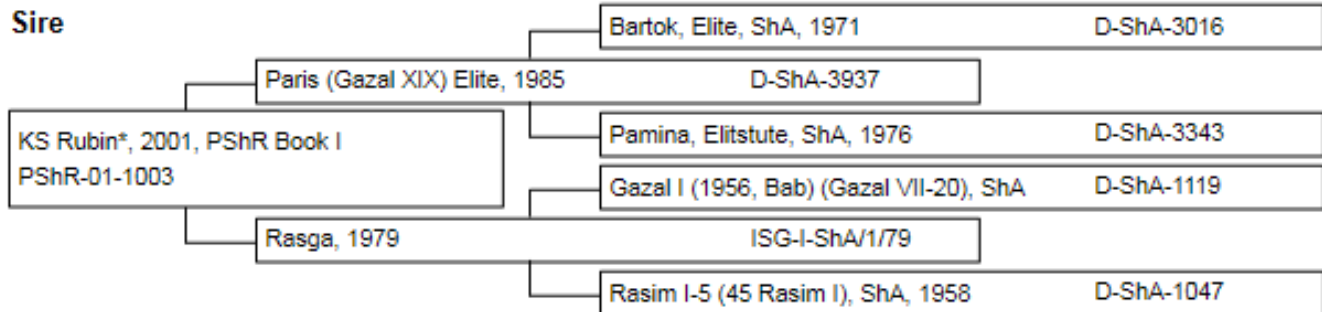 Sire
Bartok, Elite, ShA, 1971 D-ShA-3016
Paris (Gazal XIX) Elite, 1985 D-ShA-3937
KS Rubin*, 2001, PShR Book I
PShR-01-1003
Pamina, Elitstute, ShA, 1976 D-ShA-3343
Gazal I (1956, Bab) (Gazal VII-20), ShA D-ShA-1119
Rasga, 1979 ISG-I-ShA/1/79
Rasim I-5 (45 Rasim I), ShA, 1958 D-ShA-1047